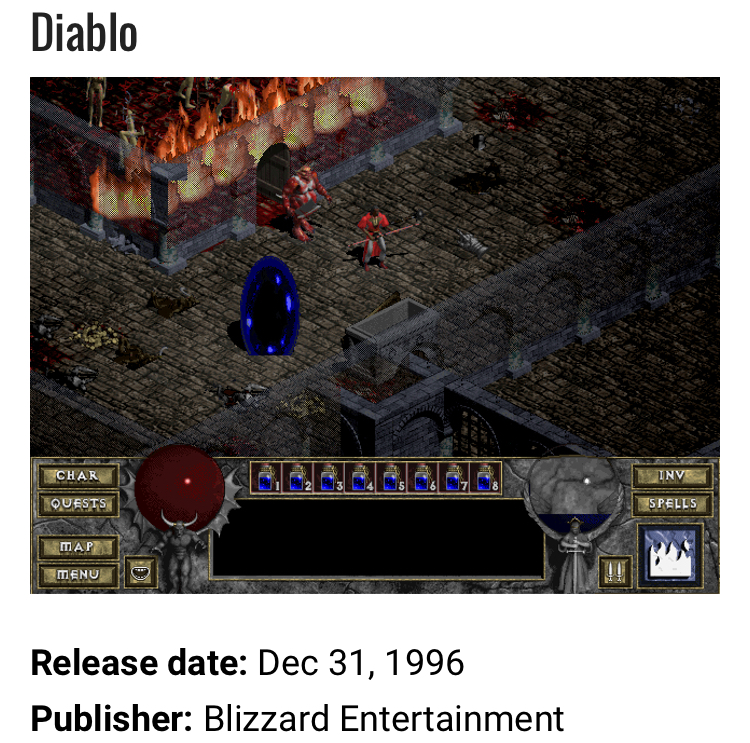 Diablo
CHAR
QUESTS
MAP
MENU
1 2 3 4 5 6 7 8
INV
SPELLS
Release date: Dec 31, 1996
Publisher: Blizzard Entertainment